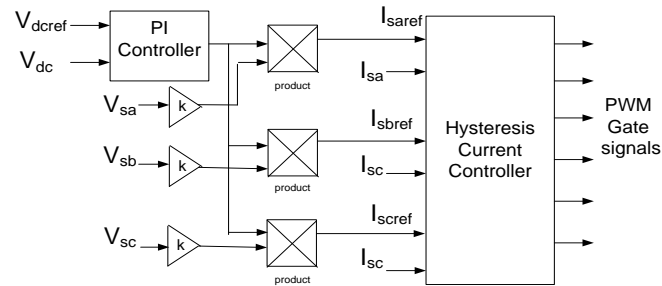 Vdcref
Vdc
PI
Controller
Vsa
k
product
Isaref
Isa
Vsb
k
product
Isbref
Isc
Vsc
k
product
Iscref
Isc
Hysteresis
Current
Controller
PWM
Gate
signals